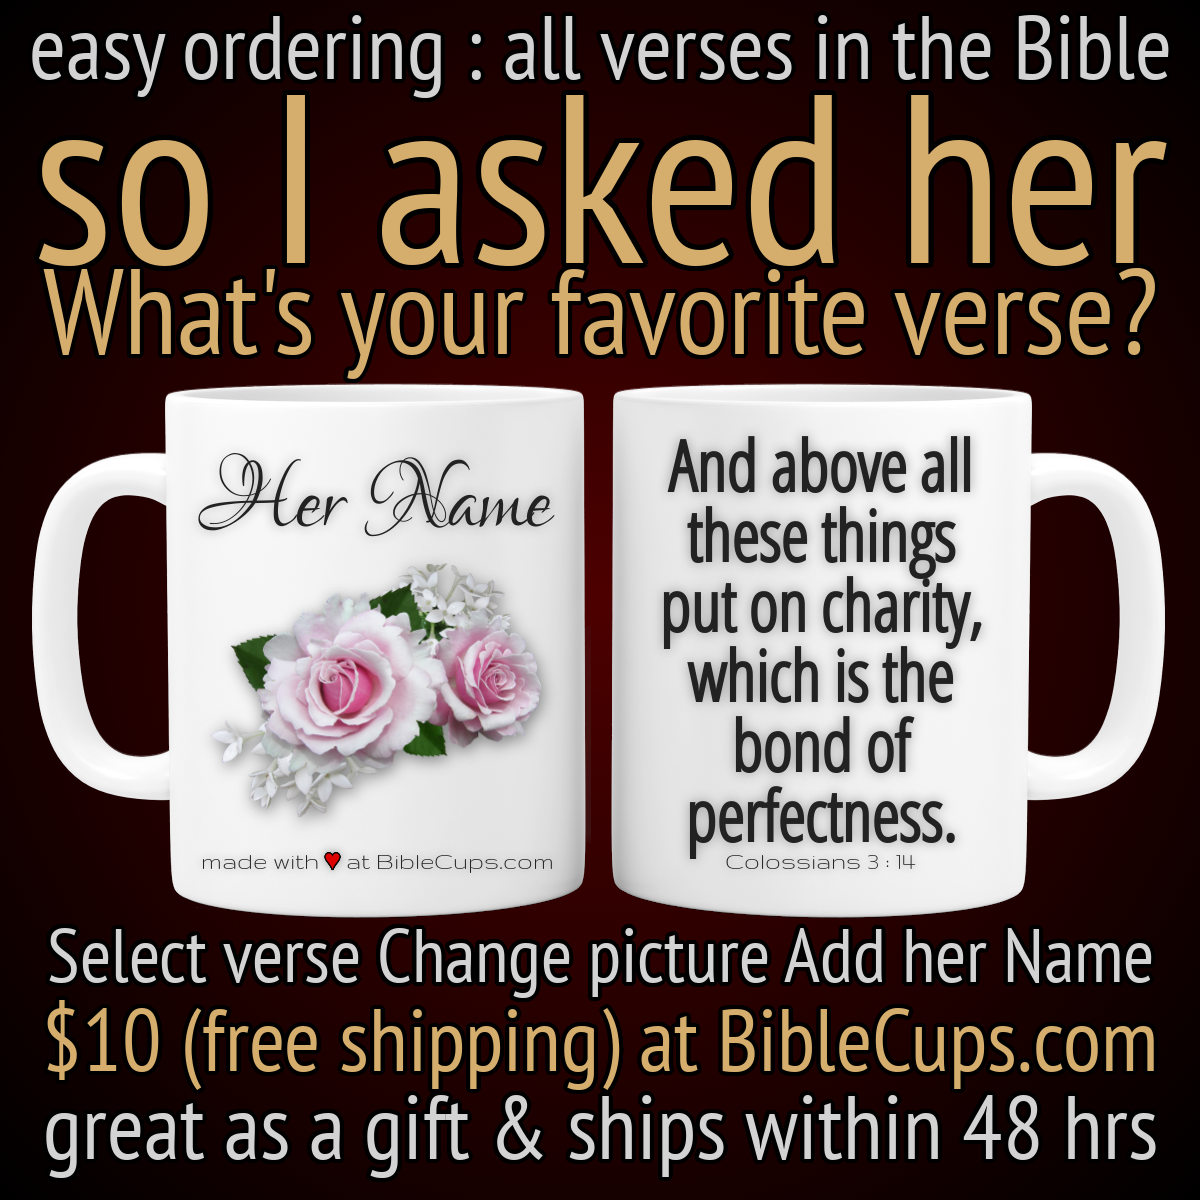 easy ordering : all verses in the Bible
so I asked her
What's your favorite verse?
Her Name
made with ♥ at BibleCups.com
And above all
these things
put on charity,
which is the
bond of
perfectness.
Colossians 3 : 14
Select verse Change picture Add her Name
$10 (free shipping) at BibleCups.com
great as a gift & ships within 48 hrs